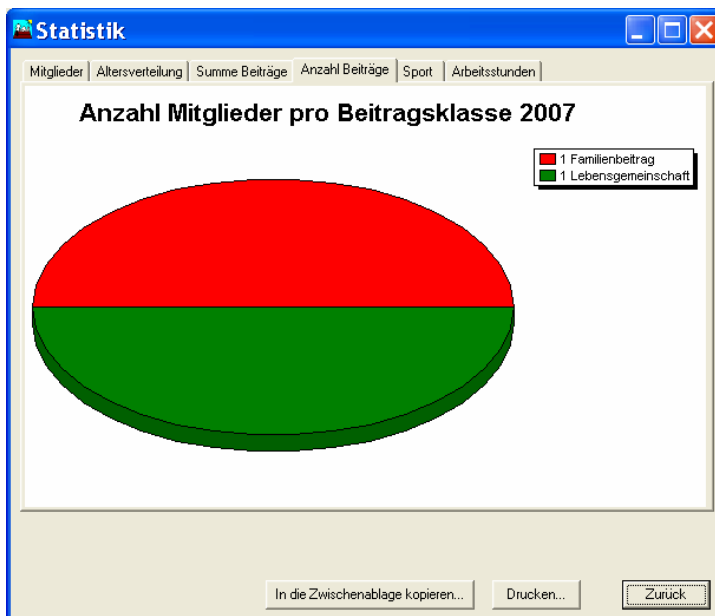 Statistik
Mitglieder Altersverteilung Summe Beiträge Anzahl Beiträge Sport Arbeitsstunden
Anzahl Mitglieder pro Beitragsklasse 2007
1 Familienbeitrag
1 Lebensgemeinschaft
In die Zwischenablage kopieren... Drucken... Zurück